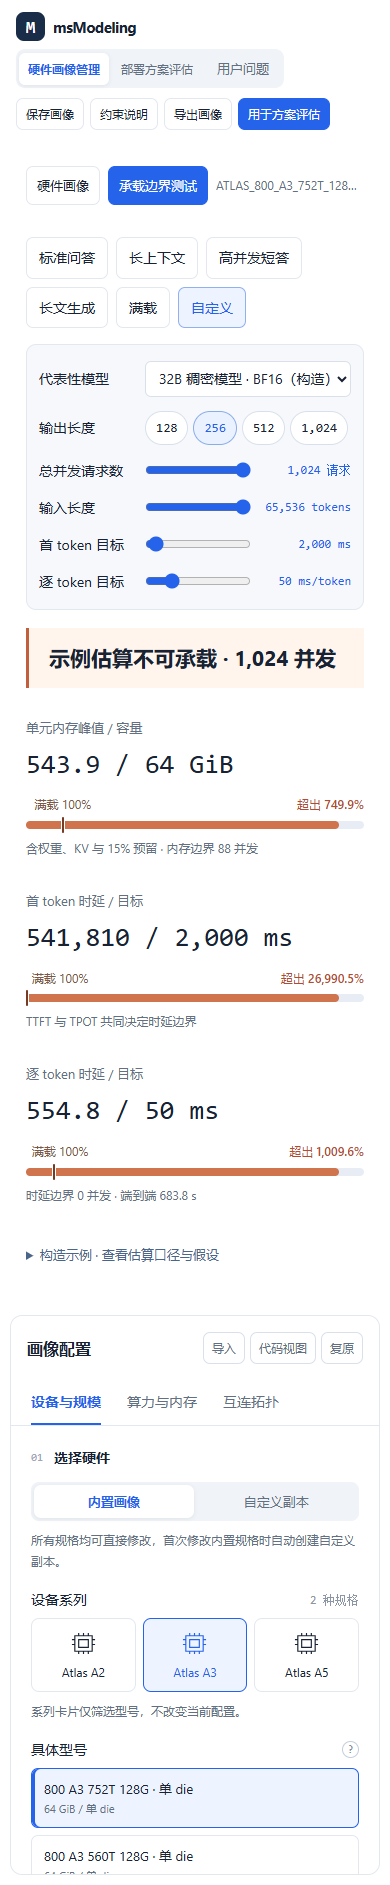 M msModeling
硬件画像管理 部署方案评估 用户问题
保存画像 约束说明 导出画像 用于方案评估
硬件画像 承载边界测试 ATLAS_800_A3_752T_128...
标准问答 长上下文 高并发短答
长文生成 满载 自定义
代表性模型 32B 稠密模型 · BF16（构造）
输出长度 128 256 512 1,024
总并发请求数 1,024 请求
输入长度 65,536 tokens
首 token 目标 2,000 ms
逐 token 目标 50 ms/token
示例估算不可承载 · 1,024 并发
单元内存峰值 / 容量
543.9 / 64 GiB
满载 100% 超出 749.9%
含权重、KV 与 15% 预留 · 内存边界 88 并发
首 token 时延 / 目标
541,810 / 2,000 ms
满载 100% 超出 26,990.5%
TTFT 与 TPOT 共同决定时延边界
逐 token 时延 / 目标
554.8 / 50 ms
满载 100% 超出 1,009.6%
时延边界 0 并发 · 端到端 683.8 s
▶ 构造示例 · 查看估算口径与假设
画像配置 导入 代码视图 复原
设备与规模 算力与内存 互连拓扑
01 选择硬件
内置画像 自定义副本
所有规格均可直接修改，首次修改内置规格时自动创建自定义
副本。
设备系列 2 种规格
Atlas A2 Atlas A3 Atlas A5
系列卡片仅筛选型号，不改变当前配置。
具体型号 ?
800 A3 752T 128G · 单 die
64 GiB / 单 die
800 A3 560T 128G · 单 die
64 GiB / 单 die